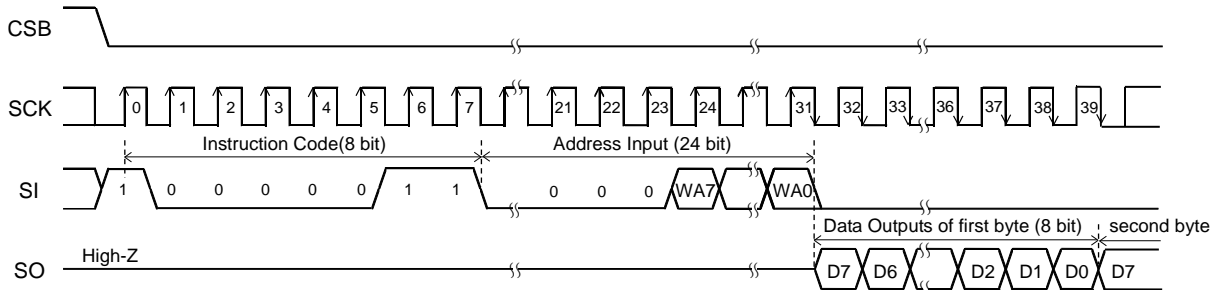 CSB
SCK 0 1 2 3 4 5 6 7 21 22 23 24 31 32 33 36 37 38 39
Instruction Code(8 bit) Address Input (24 bit)
SI 1 0 0 0 0 0 1 1 0 0 0 WA7 WA0
Data Outputs of first byte (8 bit) second byte
High-Z
SO D7 D6 D2 D1 D0 D7